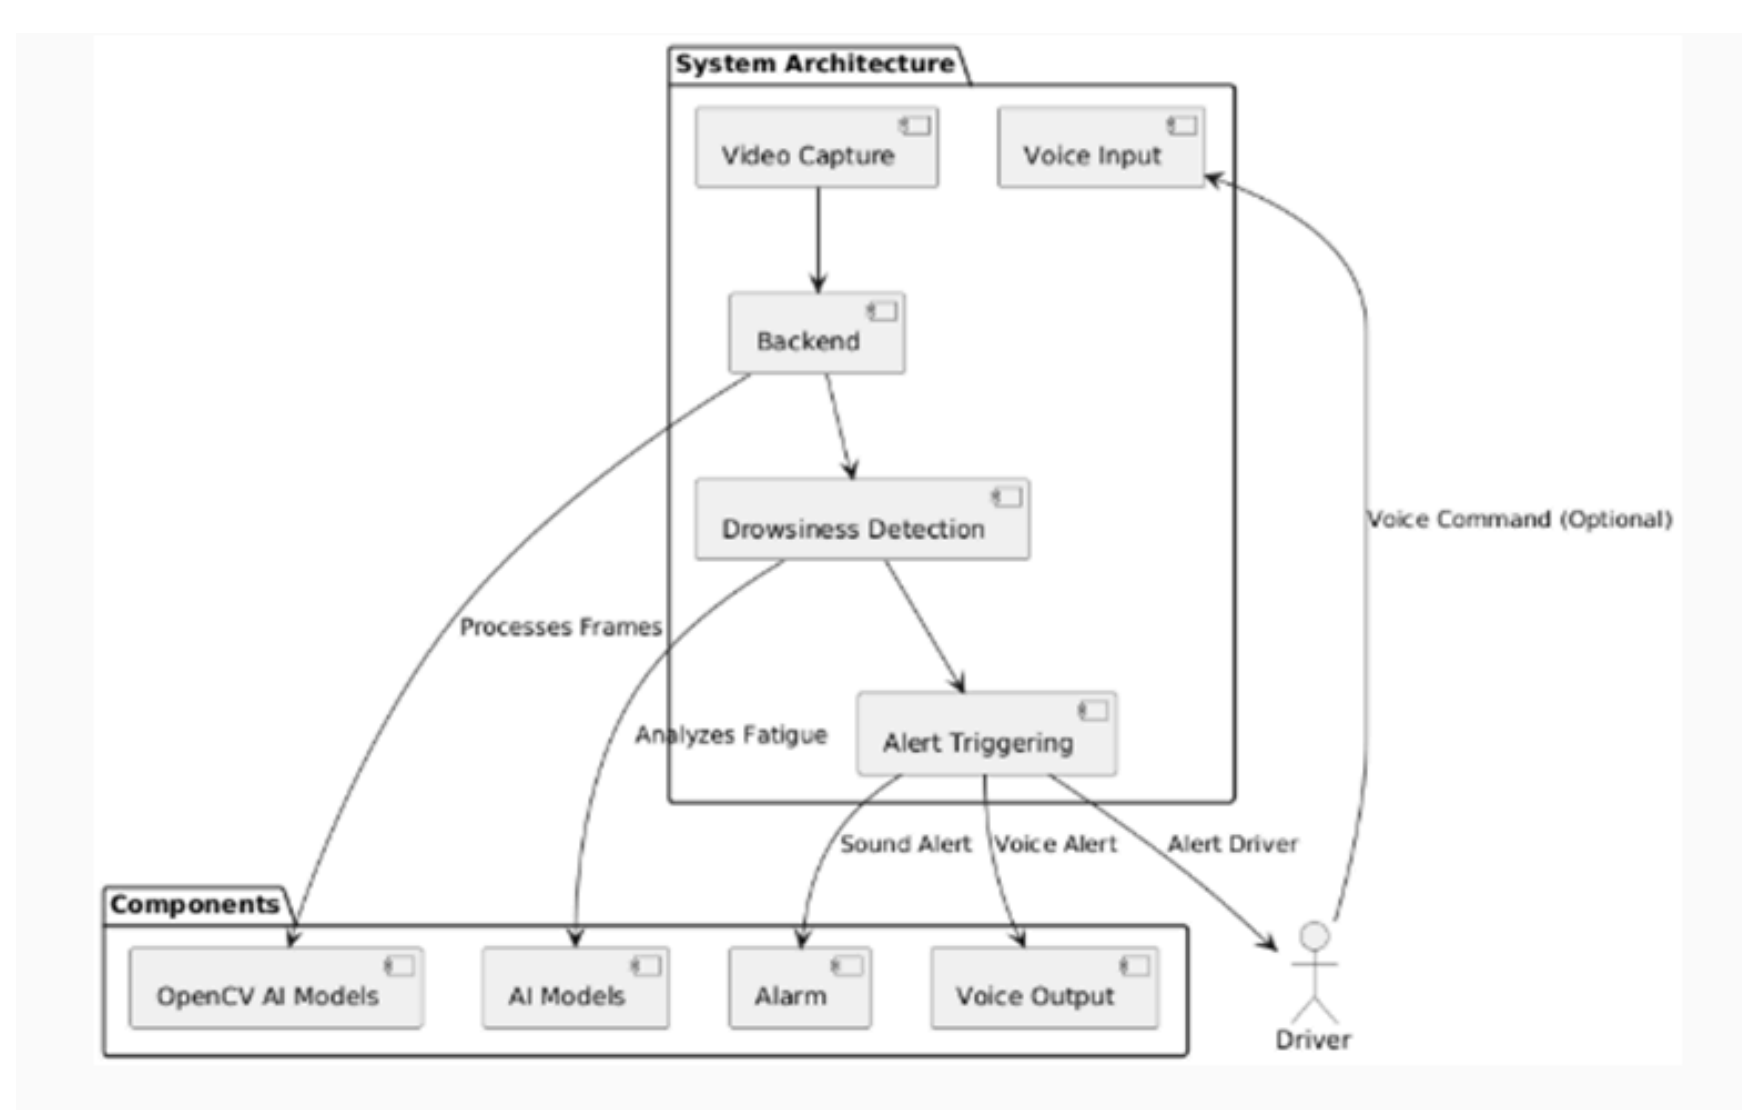 System Architecture
Video Capture
Voice Input
Backend
Voice Command (Optional)
Drowsiness Detection
Processes Frames
Analyzes Fatigue
Alert Triggering
Sound Alert
Voice Alert
Alert Driver
Components
OpenCV AI Models
AI Models
Alarm
Voice Output
Driver